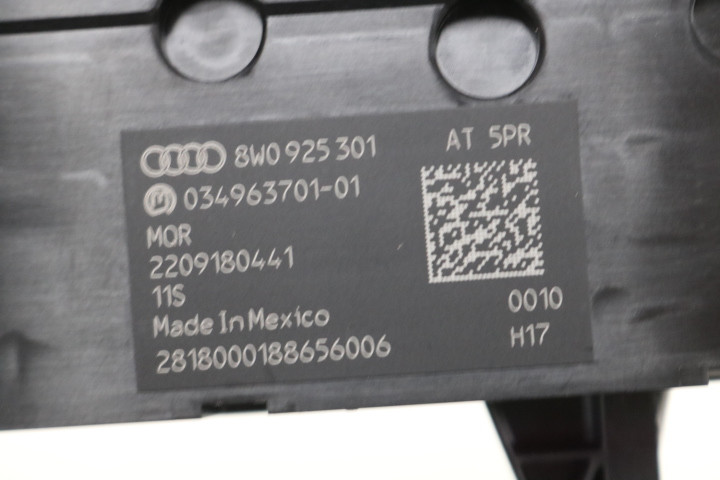 8W0 925 301
AT 5PR
034963701-01
MOR
2209180441
11S
0010
Made In Mexico
H17
2818000188656006